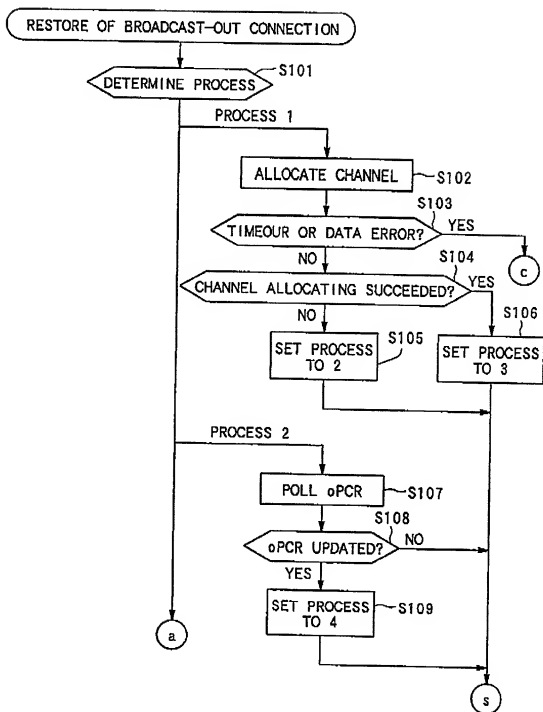 RESTORE OF BROADCAST-OUT CONNECTION
S101
DETERMINE PROCESS
PROCESS 1
ALLOCATE CHANNEL
S102
S103
TIMEOUR OR DATA ERROR?
YES
c
NO
S104
CHANNEL ALLOCATING SUCCEEDED?
YES
NO
S105
S106
SET PROCESS
TO 2
SET PROCESS
TO 3
PROCESS 2
POLL oPCR
S107
S108
oPCR UPDATED?
NO
YES
SET PROCESS
TO 4
S109
a
s